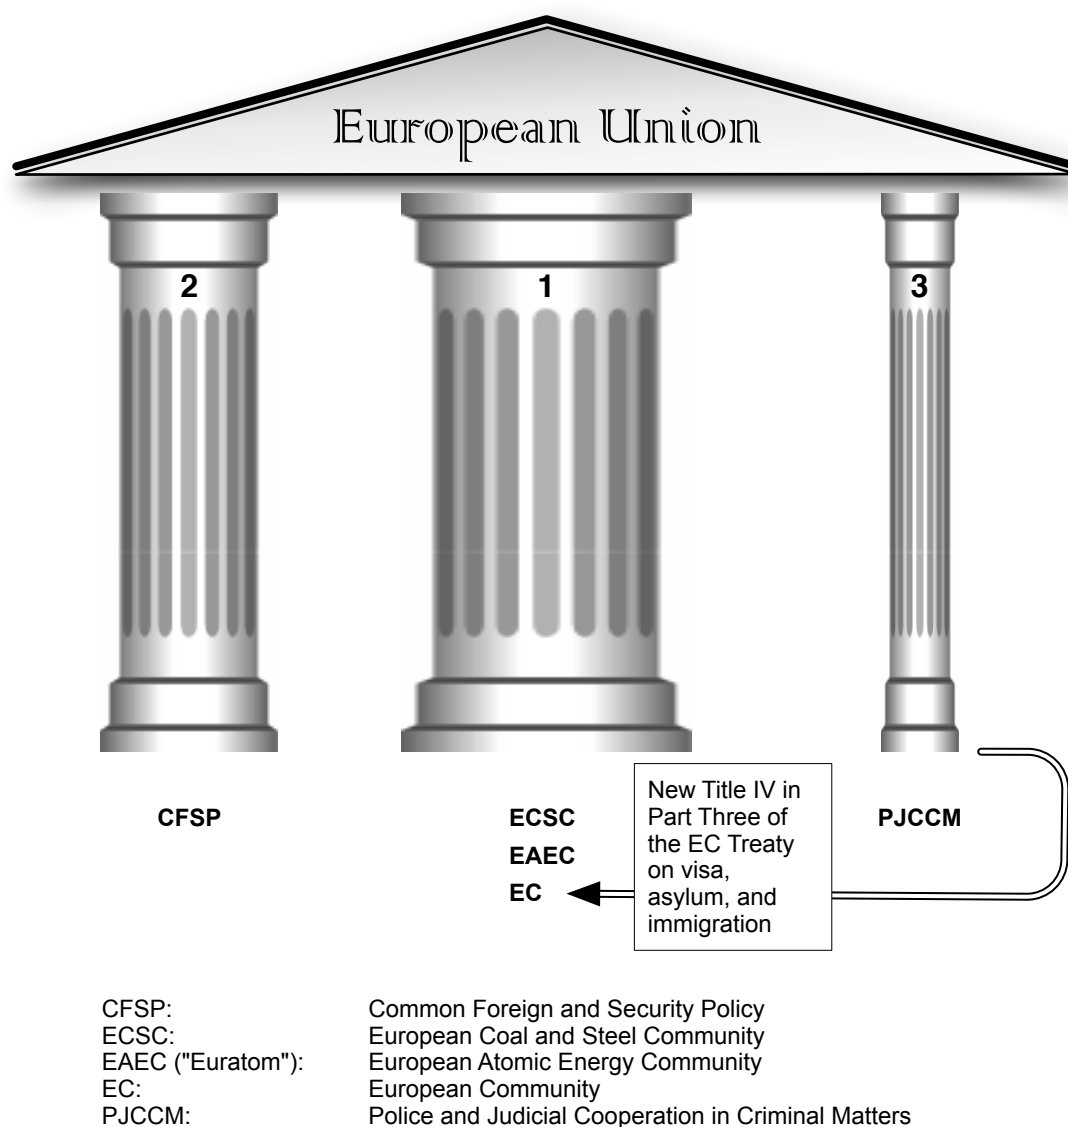 European Union
2
1
3
CFSP
ECSC
EAEC
EC
New Title IV in
Part Three of
the EC Treaty
on visa,
asylum, and
immigration
PJCCM
CFSP: Common Foreign and Security Policy
ECSC: European Coal and Steel Community
EAEC ("Euratom"): European Atomic Energy Community
EC: European Community
PJCCM: Police and Judicial Cooperation in Criminal Matters